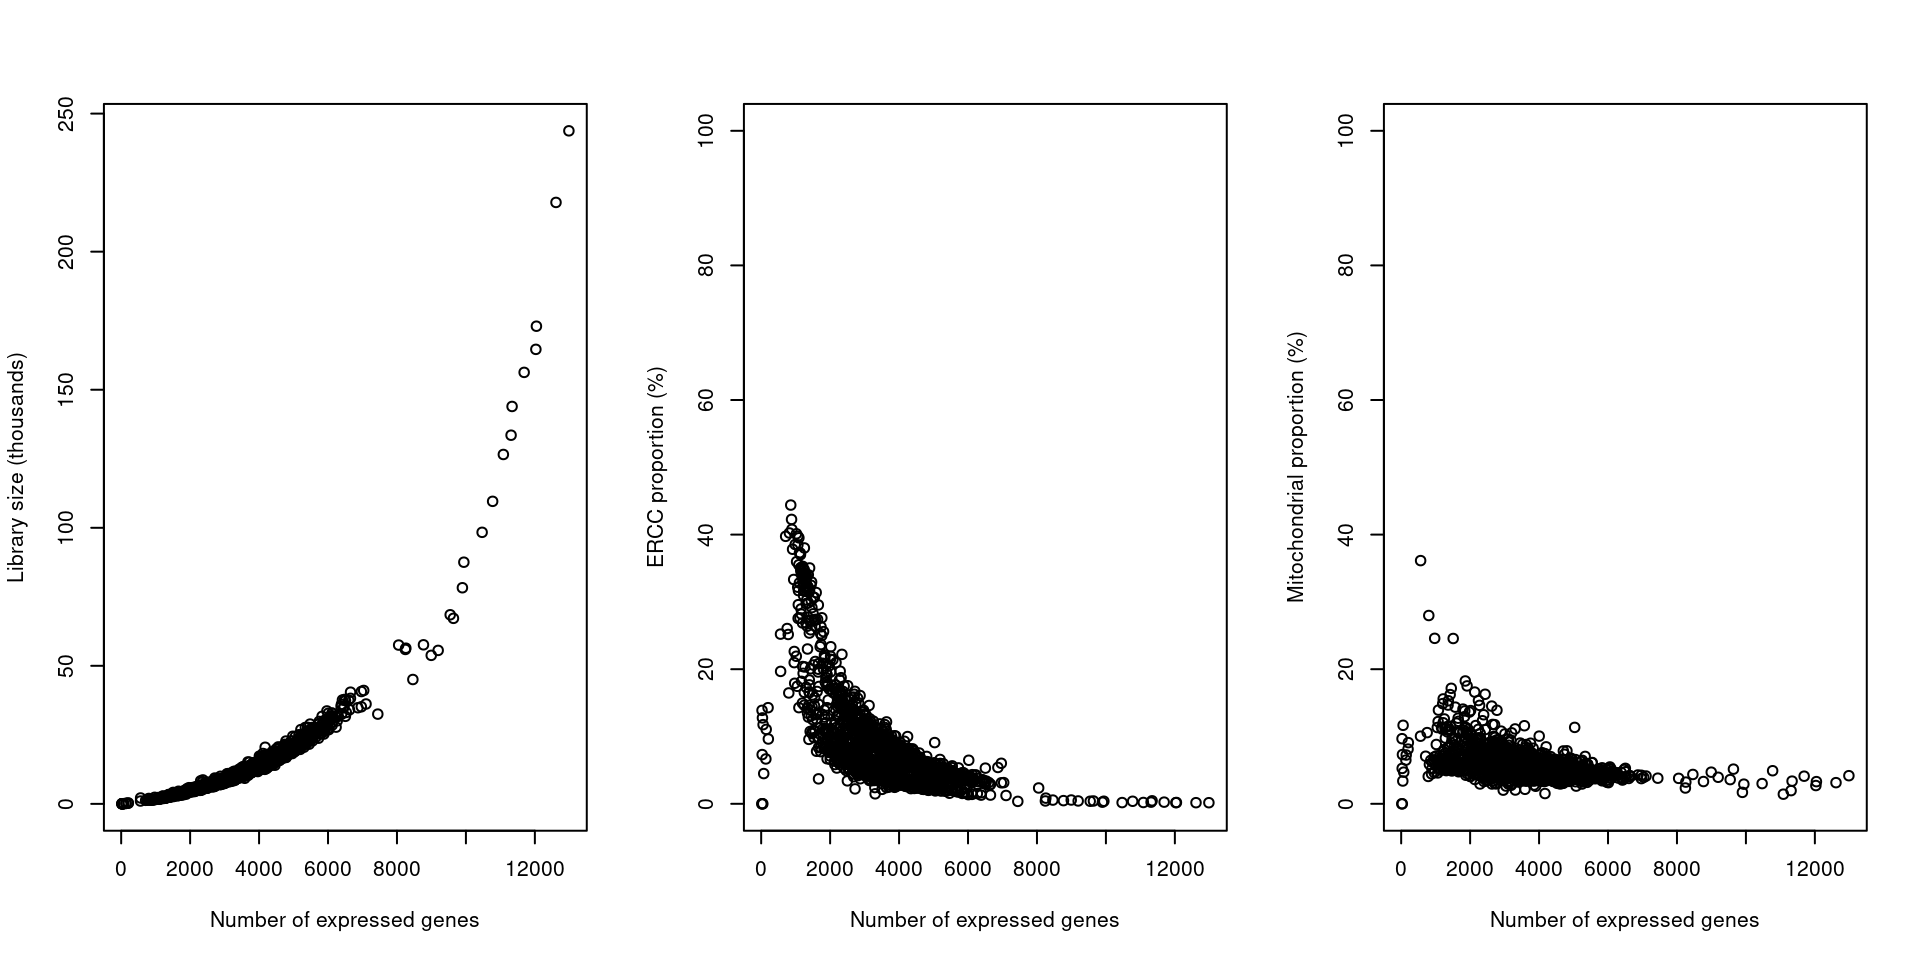 Library size (thousands)
0 50 100 150 200 250
0 2000 4000 6000 8000 12000
Number of expressed genes
ERCC proportion (%)
0 20 40 60 80 100
0 2000 4000 6000 8000 12000
Number of expressed genes
Mitochondrial proportion (%)
0 20 40 60 80 100
0 2000 4000 6000 8000 12000
Number of expressed genes